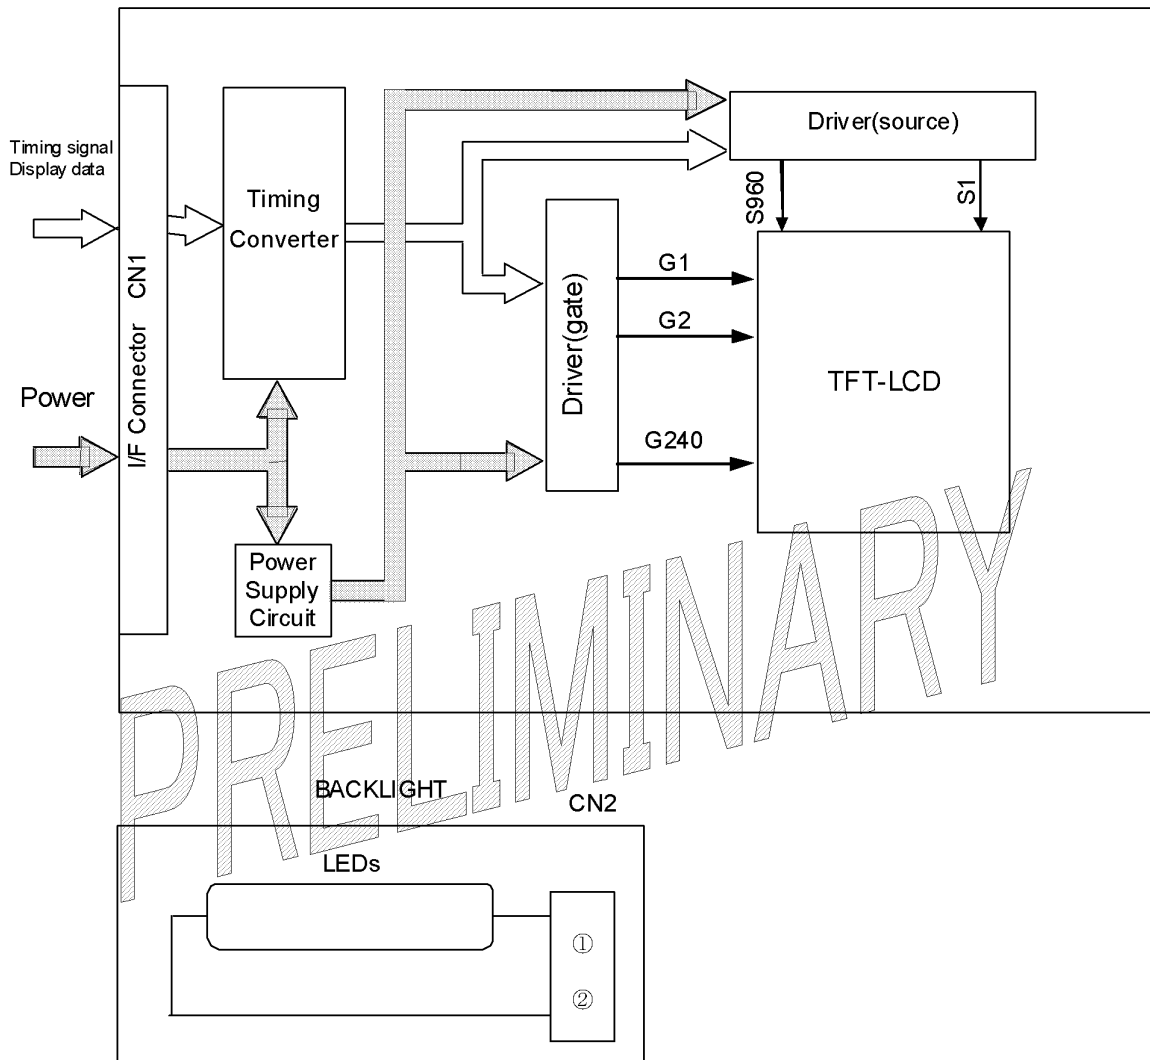 Timing signal
Display data
Power
I/F Connector CN1
Timing
Converter
Power
Supply
Circuit
Driver(source)
S960
S1
Driver(gate)
G1
G2
G240
TFT-LCD
PRELIMINARY
BACKLIGHT
CN2
LEDs
①
②